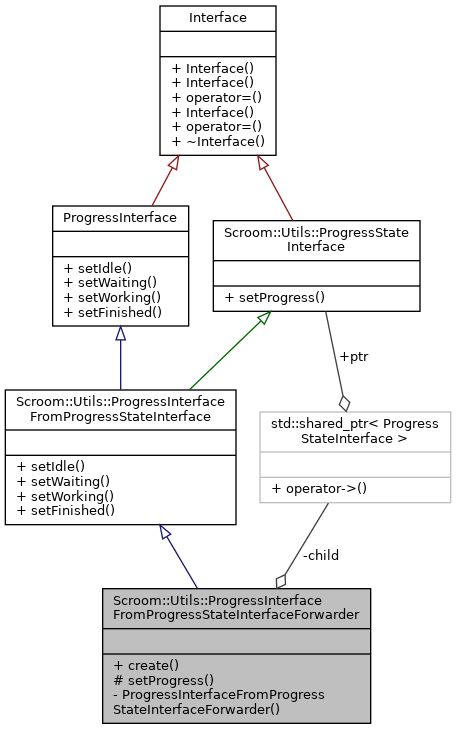 Interface
+ Interface()
+ Interface()
+ operator=()
+ Interface()
+ operator=()
+ ~Interface()
ProgressInterface
+ setIdle()
+ setWaiting()
+ setWorking()
+ setFinished()
Scroom::Utils::ProgressState
Interface
+ setProgress()
+ptr
Scroom::Utils::ProgressInterface
FromProgressStateInterface
+ setIdle()
+ setWaiting()
+ setWorking()
+ setFinished()
std::shared_ptr< Progress
StateInterface >
+ operator->()
-child
Scroom::Utils::ProgressInterface
FromProgressStateInterfaceForwarder
+ create()
# setProgress()
- ProgressInterfaceFromProgress
StateInterfaceForwarder()